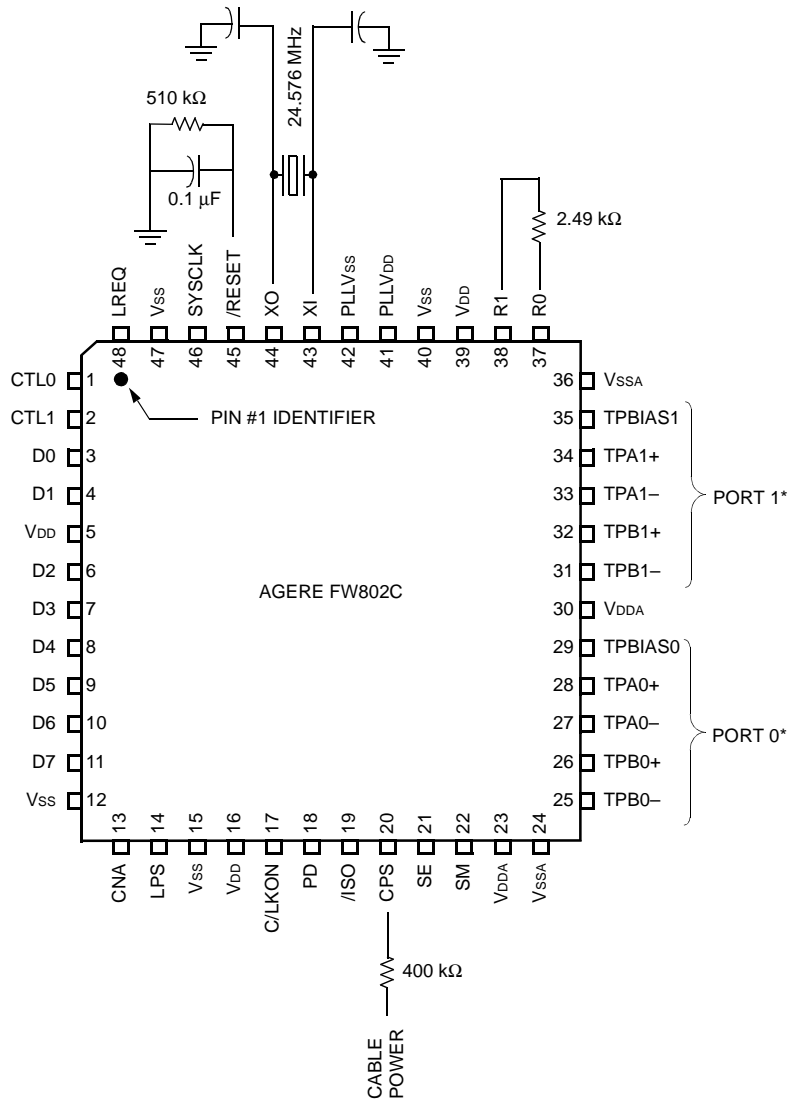 24.576 MHz
510 kΩ
0.1 μF
2.49 kΩ
LREQ
VSS
SYSCLK
/RESET
XO
XI
PLLVSS
PLLVDD
VSS
VDD
R1
R0
48
47
46
45
44
43
42
41
40
39
38
37
CTL0 1
CTL1 2
D0 3
D1 4
VDD 5
D2 6
D3 7
D4 8
D5 9
D6 10
D7 11
VSS 12
PIN #1 IDENTIFIER
AGERE FW802C
36 VSSA
35 TPBIAS1
34 TPA1+
33 TPA1–
32 TPB1+
31 TPB1–
PORT 1*
30 VDDA
29 TPBIAS0
28 TPA0+
27 TPA0–
26 TPB0+
25 TPB0–
PORT 0*
13
14
15
16
17
18
19
20
21
22
23
24
CNA
LPS
VSS
VDD
C/LKON
PD
/ISO
CPS
SE
SM
VDDA
VSSA
400 kΩ
CABLE
POWER